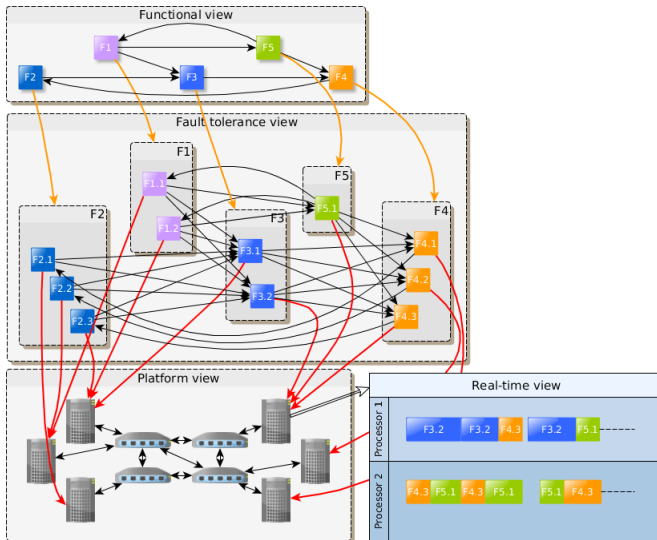 Functional view
F1
F5
F2
F3
F4
Fault tolerance view
F1
F1.1
F1.2
F5
F5.1
F2
F2.1
F2.2
F2.3
F3
F3.1
F3.2
F4
F4.1
F4.2
F4.3
Platform view
Real-time view
Processor 1
F3.2 F3.2 F4.3 F3.2 F5.1
Processor 2
F4.3 F5.1 F4.3 F5.1 F5.1 F4.3